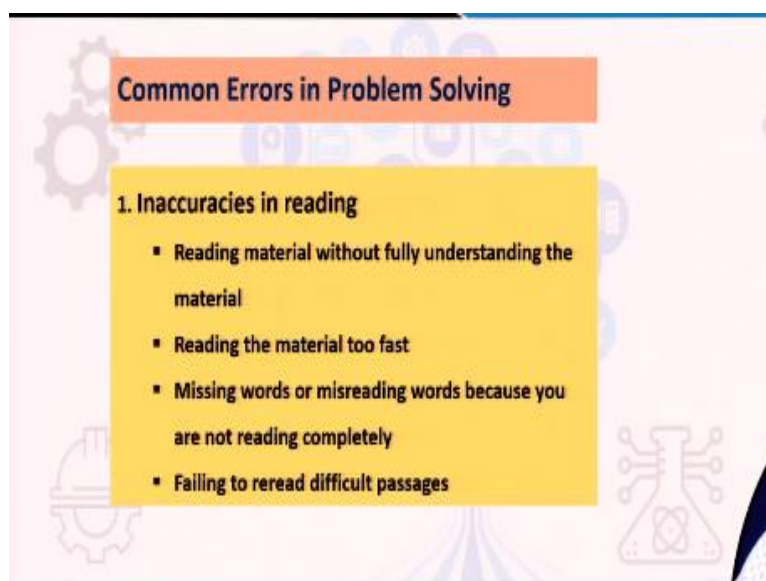 Common Errors in Problem Solving
1. Inaccuracies in reading
▪ Reading material without fully understanding the
material
▪ Reading the material too fast
▪ Missing words or misreading words because you
are not reading completely
▪ Failing to reread difficult passages